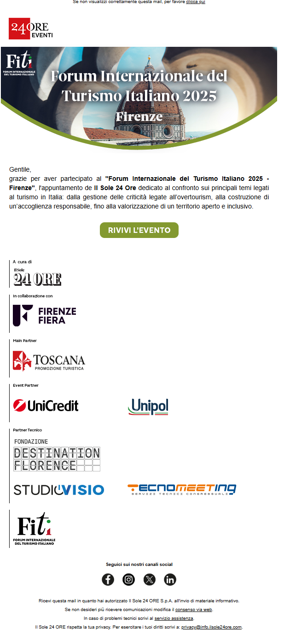 Se non visualizzi correttamente questa mail, per favore clicca qui
24ORE
EVENTI
Fiti
FORUM INTERNAZIONALE
DEL TURISMO ITALIANO
Forum Internazionale del
Turismo Italiano 2025
Firenze
Gentile,
grazie per aver partecipato al "Forum Internazionale del Turismo Italiano 2025 -
Firenze", l'appuntamento de Il Sole 24 Ore dedicato al confronto sui principali temi legati
al turismo in Italia: dalla gestione delle criticità legate all'overtourism, alla costruzione di
un'accoglienza responsabile, fino alla valorizzazione di un territorio aperto e inclusivo.
RIVIVI L'EVENTO
A cura di
Il Sole
24 ORE
In collaborazione con
FIRENZE
FIERA
Main Partner
TOSCANA
PROMOZIONE TURISTICA
Event Partner
UniCredit
Unipol
Partner Tecnico
FONDAZIONE
DESTINATION
FLORENCE
STUDIOVISIO
TECNOMEETING
SERVIZI TECNICI CONGRESSUALI
Fiti
FORUM INTERNAZIONALE
DEL TURISMO ITALIANO
Seguici sui nostri canali social
Ricevi questa mail in quanto hai autorizzato Il Sole 24 ORE S.p.A. all'invio di materiale informativo.
Se non desideri più ricevere comunicazioni modifica il consenso via web.
In caso di problemi tecnici scrivi al servizio assistenza.
Il Sole 24 ORE rispetta la tua privacy. Per esercitare i tuoi diritti scrivi a: privacy@info.ilsole24ore.com.